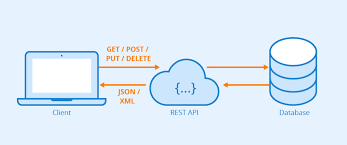 GET / POST /
PUT / DELETE
{...}
JSON /
XML
Client
REST API
Database